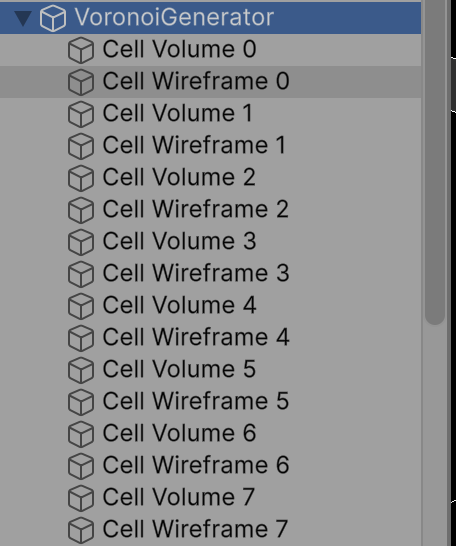 VoronoiGenerator
Cell Volume 0
Cell Wireframe 0
Cell Volume 1
Cell Wireframe 1
Cell Volume 2
Cell Wireframe 2
Cell Volume 3
Cell Wireframe 3
Cell Volume 4
Cell Wireframe 4
Cell Volume 5
Cell Wireframe 5
Cell Volume 6
Cell Wireframe 6
Cell Volume 7
Cell Wireframe 7